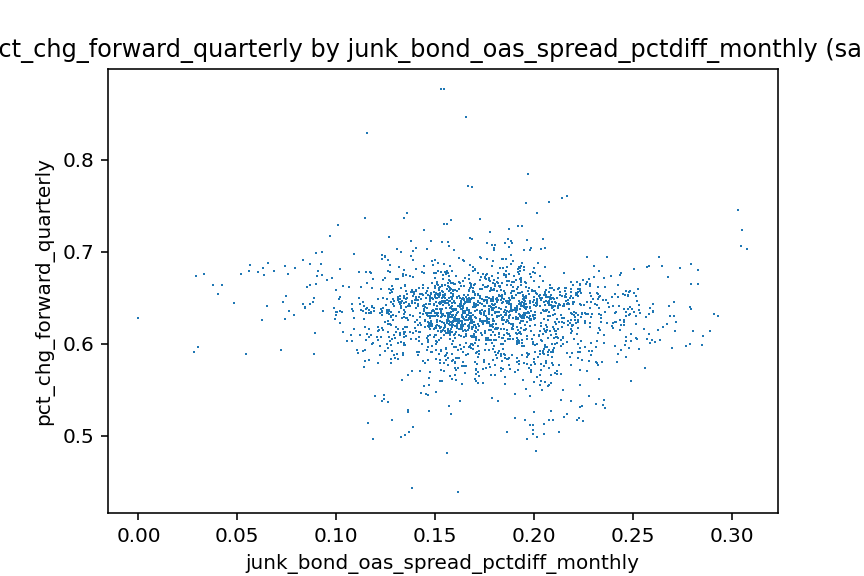 ct_chg_forward_quarterly by junk_bond_oas_spread_pctdiff_monthly (sa
pct_chg_forward_quarterly
0.8
0.7
0.6
0.5
0.00 0.05 0.10 0.15 0.20 0.25 0.30
junk_bond_oas_spread_pctdiff_monthly